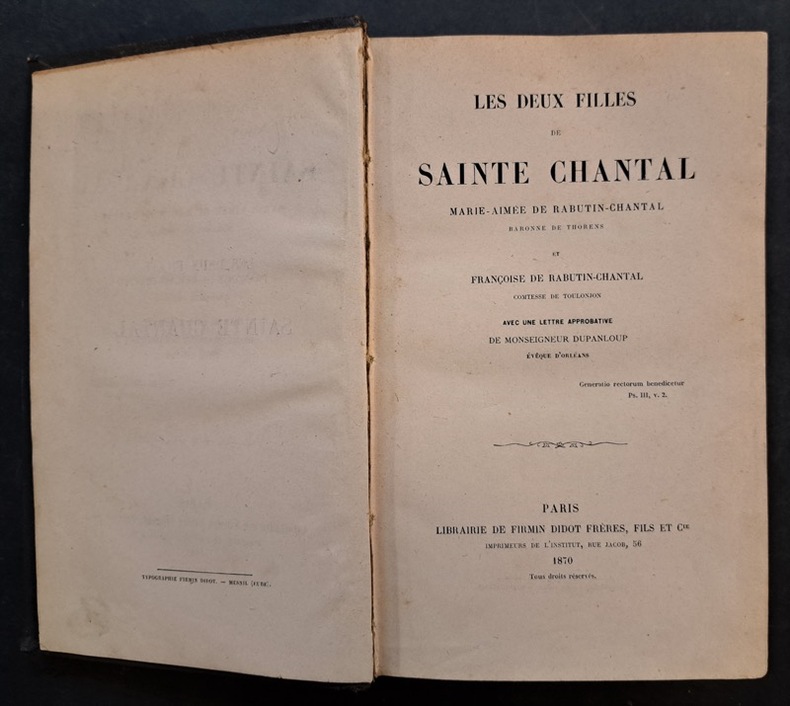 TYPOGRAPHIE FIRMIN DIDOT. — MESNIL (EURE).
LES DEUX FILLES
DE
SAINTE CHANTAL
MARIE-AIMÉE DE RABUTIN-CHANTAL
BARONNE DE THORENS
ET
FRANÇOISE DE RABUTIN-CHANTAL
COMTESSE DE TOULONJON
AVEC UNE LETTRE APPROBATIVE
DE MONSEIGNEUR DUPANLOUP
ÉVÊQUE D'ORLÉANS
Generatio rectorum benedicetur
Ps. III, v. 2.
PARIS
LIBRAIRIE DE FIRMIN DIDOT FRÈRES, FILS ET Cie
IMPRIMEURS DE L'INSTITUT, RUE JACOB, 56
1870
Tous droits réservés.